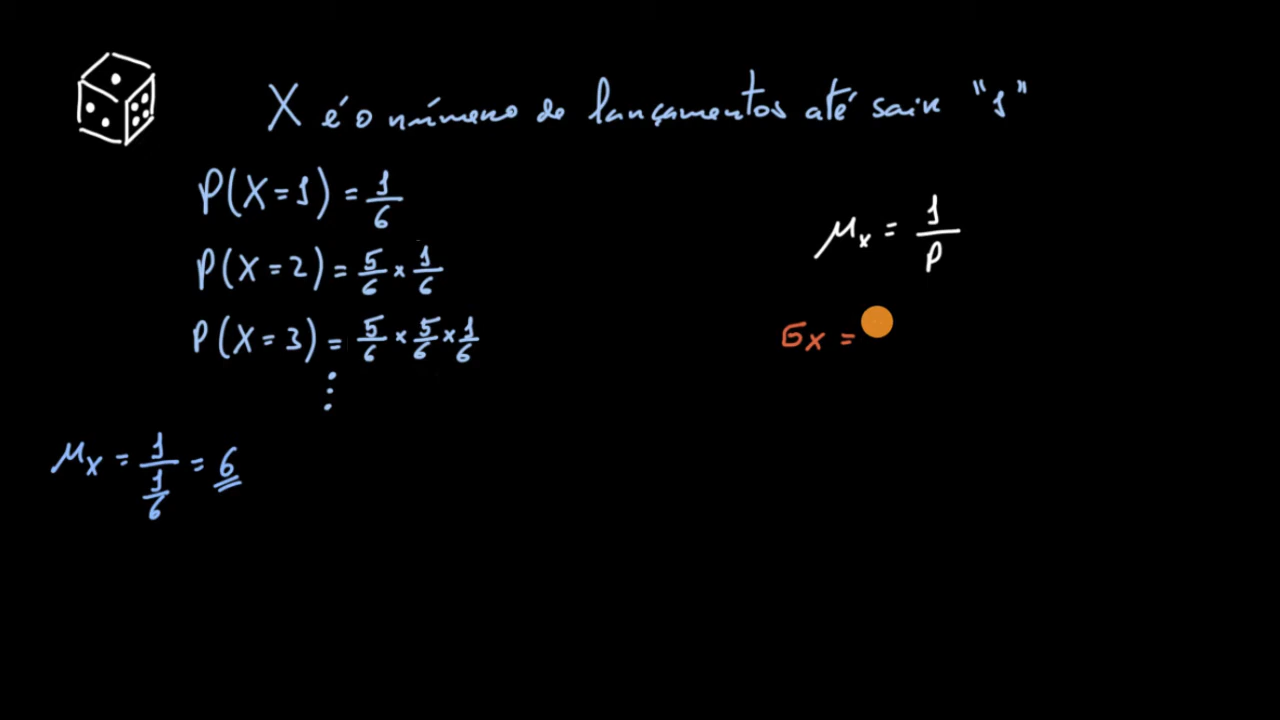 X é o número de lançamentos até sair "1"
P(X=1) = 1/6
P(X=2) = 5/6 × 1/6
P(X=3) = 5/6 × 5/6 × 1/6
⋮
μx = 1/(1/6) = 6
μx = 1/p
σx =